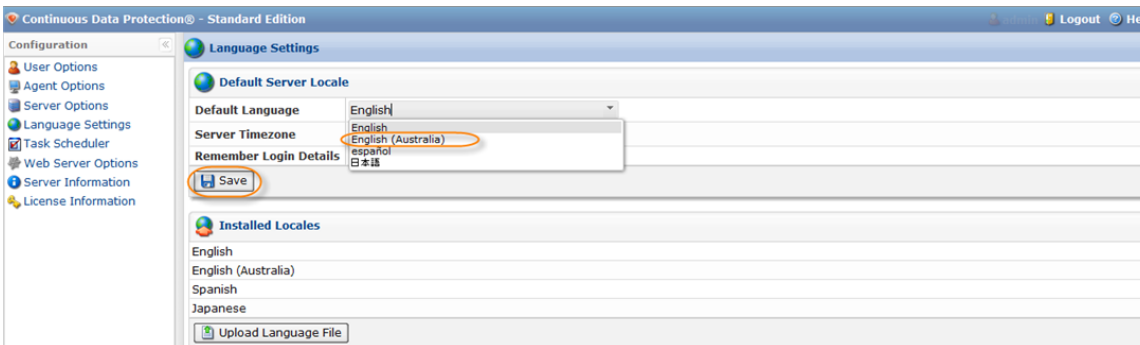 Continuous Data Protection® - Standard Edition
admin Logout He
Configuration
User Options
Agent Options
Server Options
Language Settings
Task Scheduler
Web Server Options
Server Information
License Information
Language Settings
Default Server Locale
Default Language English
English
English (Australia)
español
日本語
Server Timezone
Remember Login Details
Save
Installed Locales
English
English (Australia)
Spanish
Japanese
Upload Language File